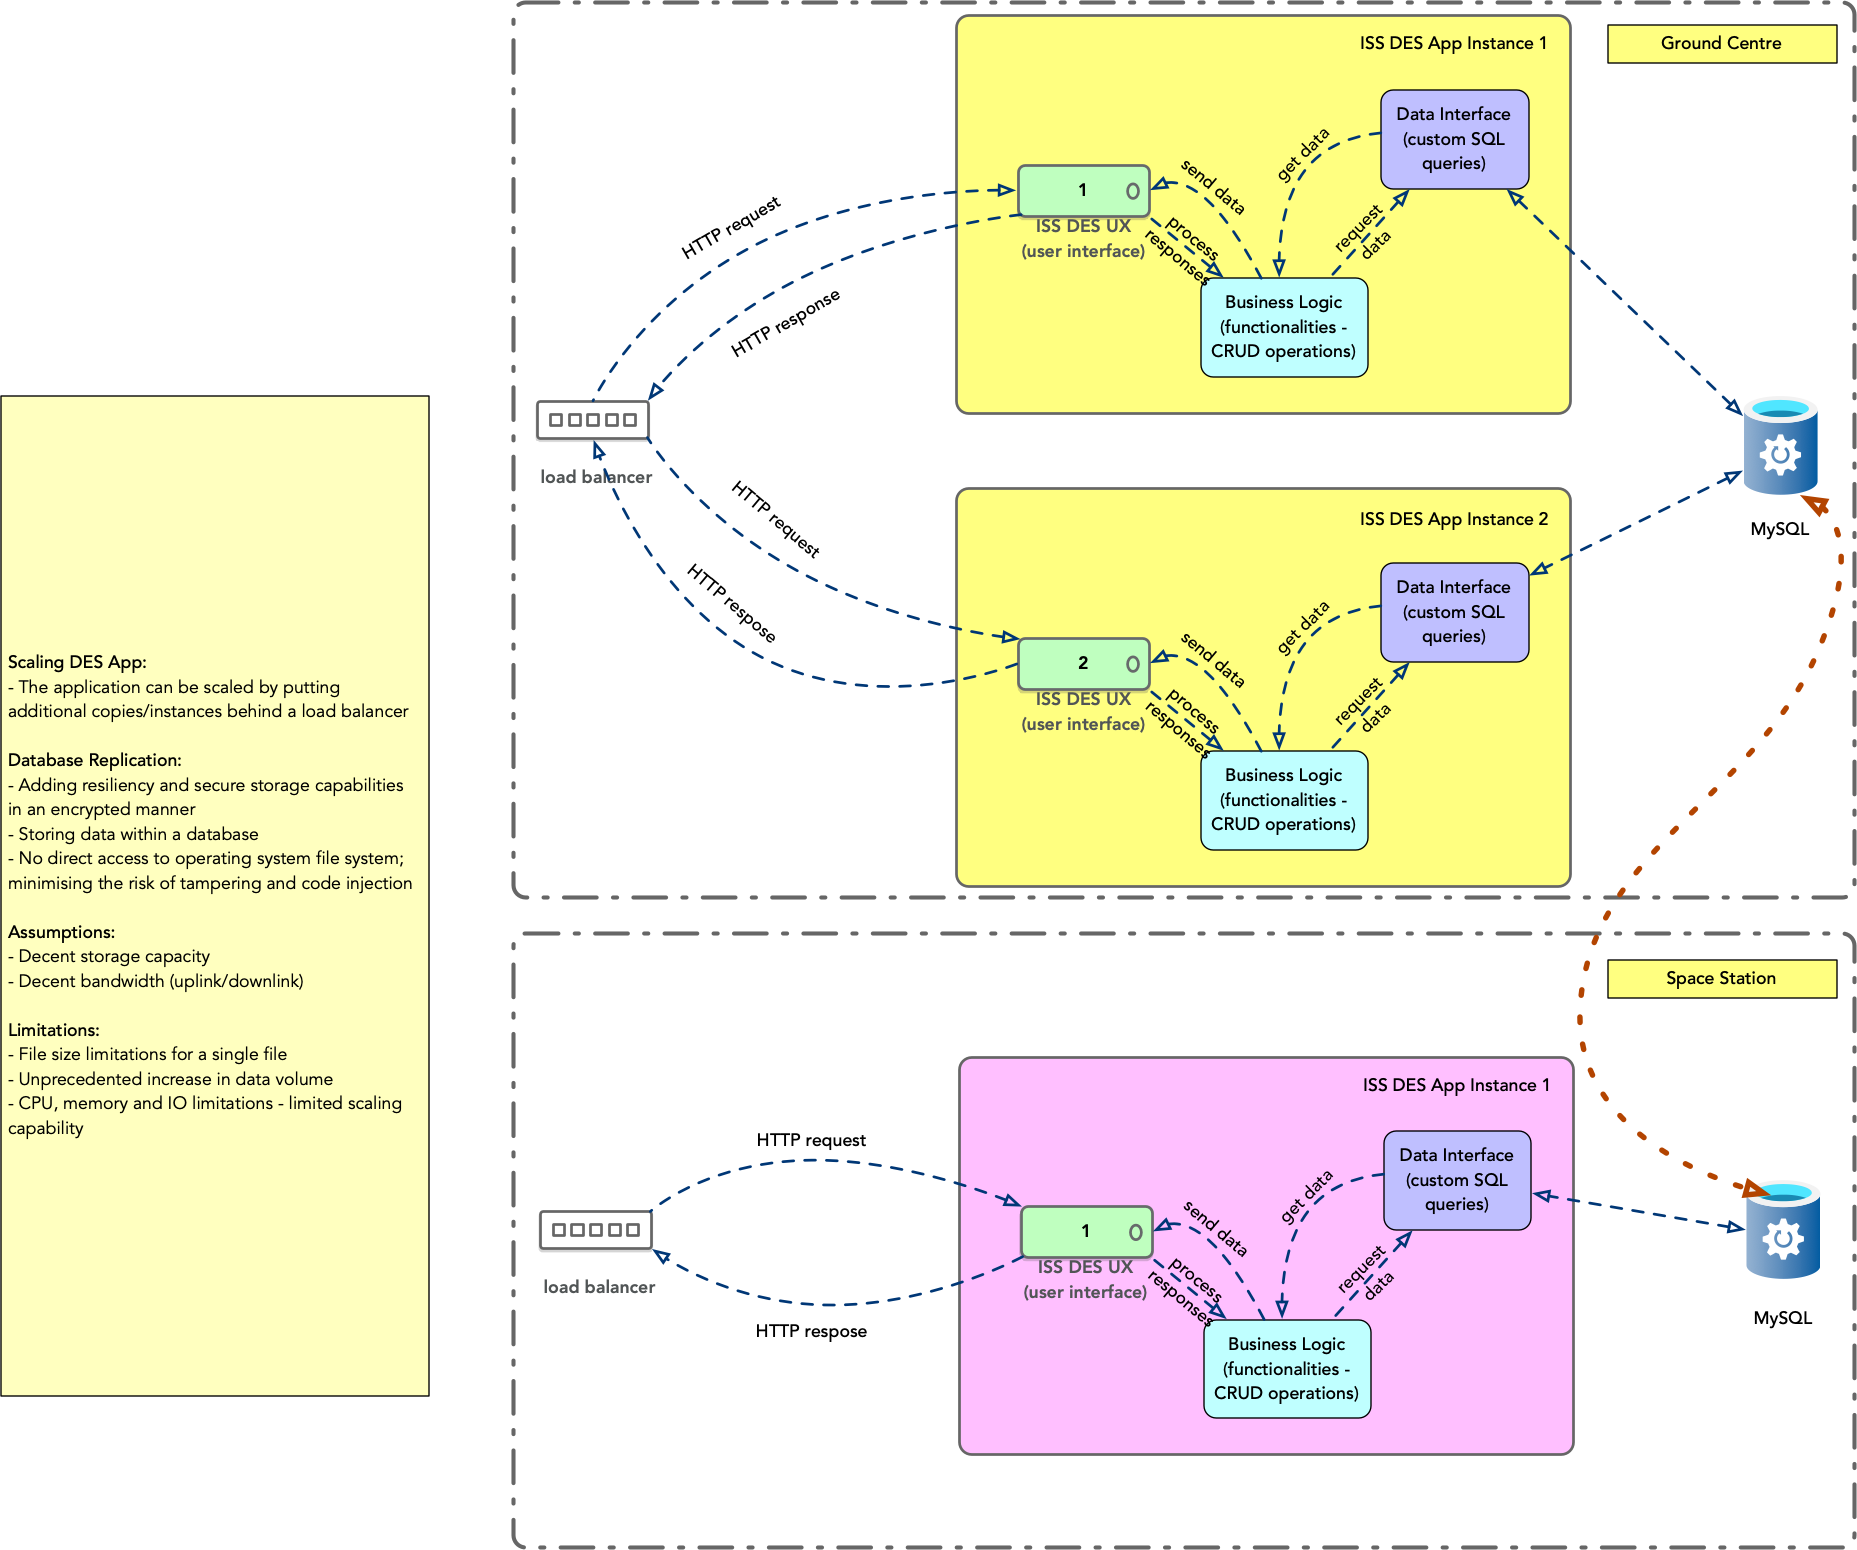 Scaling DES App:
- The application can be scaled by putting
additional copies/instances behind a load balancer
Database Replication:
- Adding resiliency and secure storage capabilities
in an encrypted manner
- Storing data within a database
- No direct access to operating system file system;
minimising the risk of tampering and code injection
Assumptions:
- Decent storage capacity
- Decent bandwidth (uplink/downlink)
Limitations:
- File size limitations for a single file
- Unprecedented increase in data volume
- CPU, memory and IO limitations - limited scaling
capability
Ground Centre
load balancer
HTTP request
HTTP response
HTTP request
HTTP respose
ISS DES App Instance 1
1
ISS DES UX
(user interface)
send data
process
responses
get data
request
data
Data Interface
(custom SQL
queries)
Business Logic
(functionalities -
CRUD operations)
ISS DES App Instance 2
2
ISS DES UX
(user interface)
send data
process
responses
get data
request
data
Data Interface
(custom SQL
queries)
Business Logic
(functionalities -
CRUD operations)
MySQL
Space Station
load balancer
HTTP request
HTTP respose
ISS DES App Instance 1
1
ISS DES UX
(user interface)
send data
process
responses
get data
request
data
Data Interface
(custom SQL
queries)
Business Logic
(functionalities -
CRUD operations)
MySQL